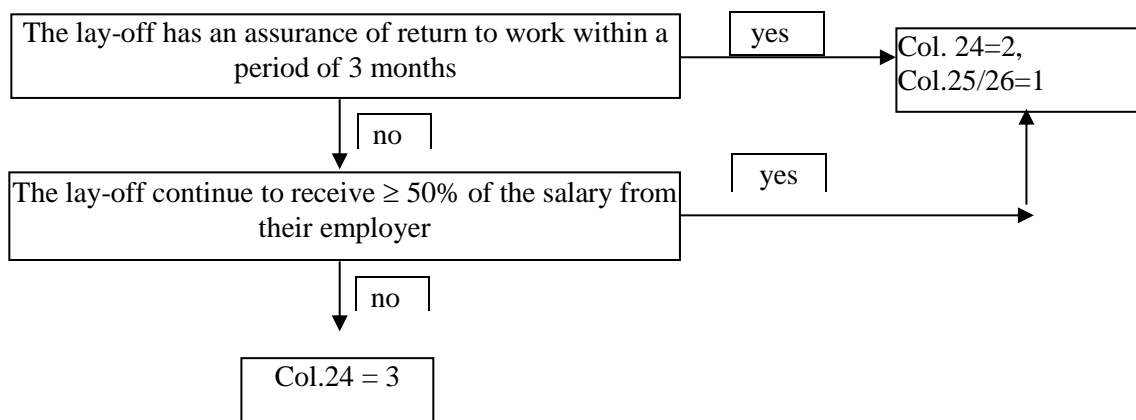 The lay-off has an assurance of return to work within a
period of 3 months
yes
Col. 24=2,
Col.25/26=1
no
The lay-off continue to receive ≥ 50% of the salary from
their employer
yes
no
Col.24 = 3